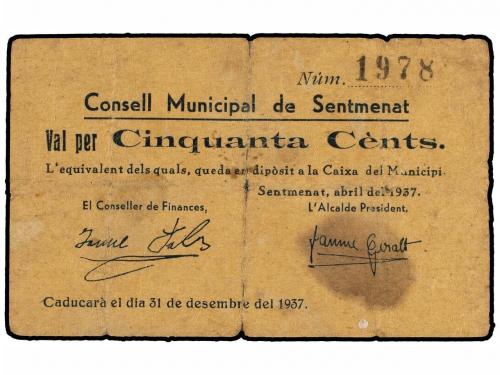 Núm. 1978
Consell Municipal de Sentmenat
Val per Cinquanta Cènts.
L'equivalent dels quals, queda en dipòsit a la Caixa del Municipi.
Sentmenat, abril del 1937.
El Conseller de Finances, L'Alcalde President,
Jaume Geralt
Caducarà el dia 31 de desembre del 1937.